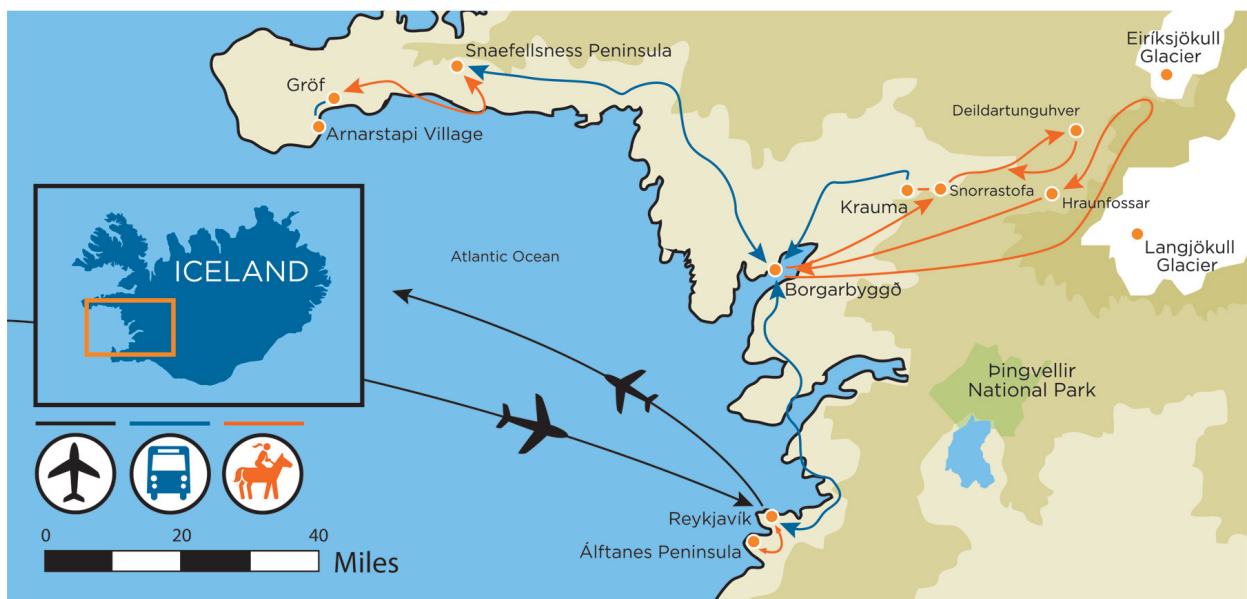 Snaefellsness Peninsula
Eiríksjökull
Glacier
Gröf
Arnarstapi Village
Deildartunguhver
Krauma
Snorrastofa
Hraunfossar
Langjökull
Glacier
ICELAND
Atlantic Ocean
Borgarbyggð
Þingvellir
National Park
Reykjavík
Álftanes Peninsula
0 20 40
Miles